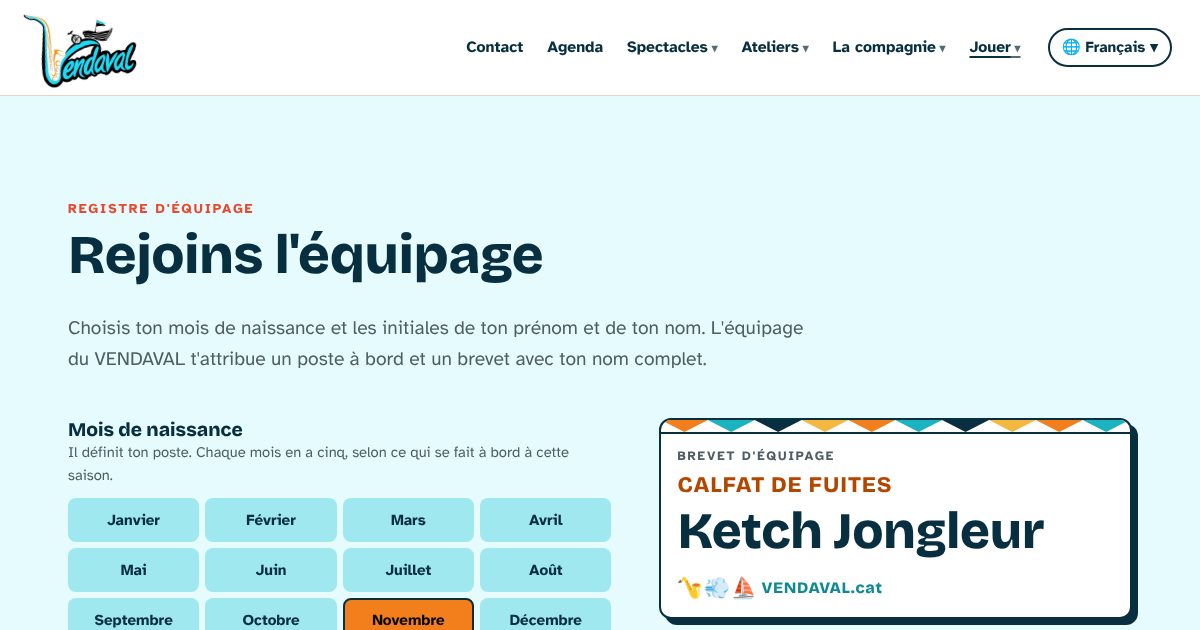 Vendaval
Contact Agenda Spectacles ▾ Ateliers ▾ La compagnie ▾ Jouer ▾ 🌐 Français ▾
REGISTRE D'ÉQUIPAGE
Rejoins l'équipage
Choisis ton mois de naissance et les initiales de ton prénom et de ton nom. L'équipage
du VENDAVAL t'attribue un poste à bord et un brevet avec ton nom complet.
Mois de naissance
Il définit ton poste. Chaque mois en a cinq, selon ce qui se fait à bord à cette
saison.
Janvier Février Mars Avril
Mai Juin Juillet Août
Septembre Octobre Novembre Décembre
BREVET D'ÉQUIPAGE
CALFAT DE FUITES
Ketch Jongleur
🎷💨⛵ VENDAVAL.cat